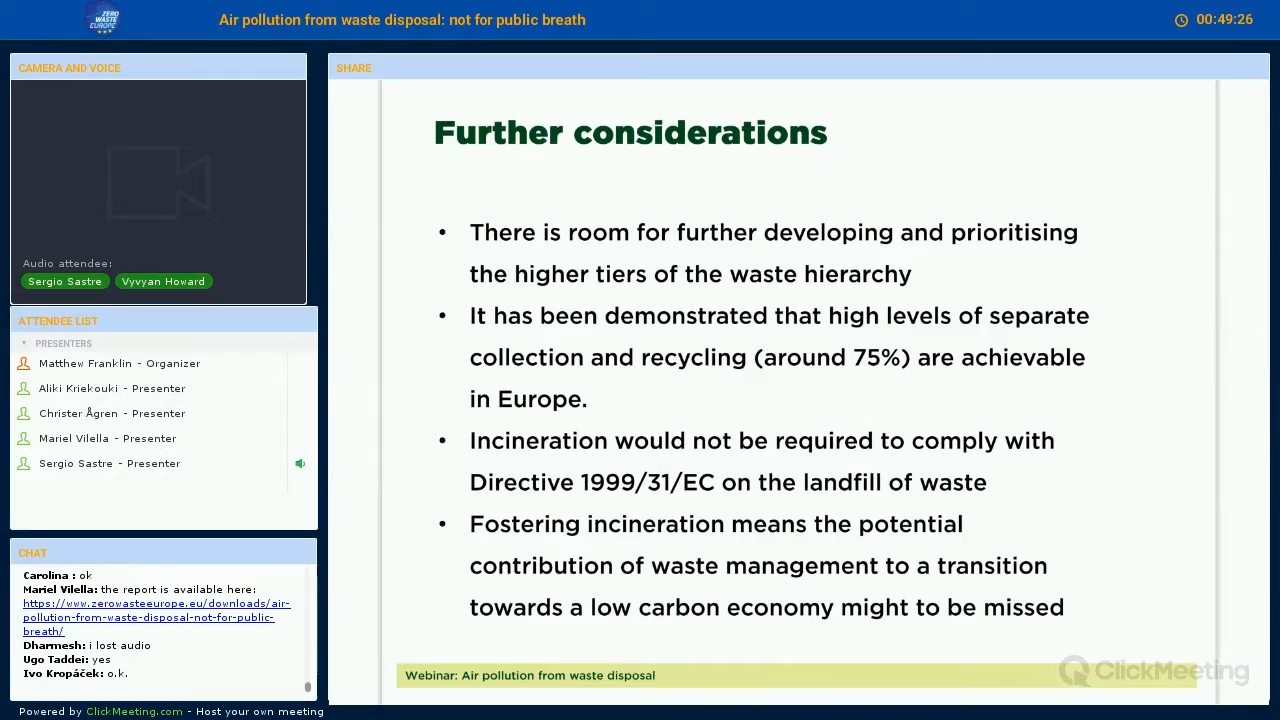 ZERO WASTE EUROPE
Air pollution from waste disposal: not for public breath
00:49:26
CAMERA AND VOICE
Audio attendee:
Sergio Sastre
Vyvyan Howard
ATTENDEE LIST
PRESENTERS
Matthew Franklin - Organizer
Aliki Kriekouki - Presenter
Christer Ågren - Presenter
Mariel Vilella - Presenter
Sergio Sastre - Presenter
CHAT
Carolina : ok
Mariel Vilella: the report is available here:
https://www.zerowasteeurope.eu/downloads/air-
pollution-from-waste-disposal-not-for-public-
breath/
Dharmesh: i lost audio
Ugo Taddei: yes
Ivo Kropáček: o.k.
SHARE
Further considerations
• There is room for further developing and prioritising
the higher tiers of the waste hierarchy
• It has been demonstrated that high levels of separate
collection and recycling (around 75%) are achievable
in Europe.
• Incineration would not be required to comply with
Directive 1999/31/EC on the landfill of waste
• Fostering incineration means the potential
contribution of waste management to a transition
towards a low carbon economy might to be missed
Webinar: Air pollution from waste disposal
ClickMeeting
Powered by ClickMeeting.com - Host your own meeting